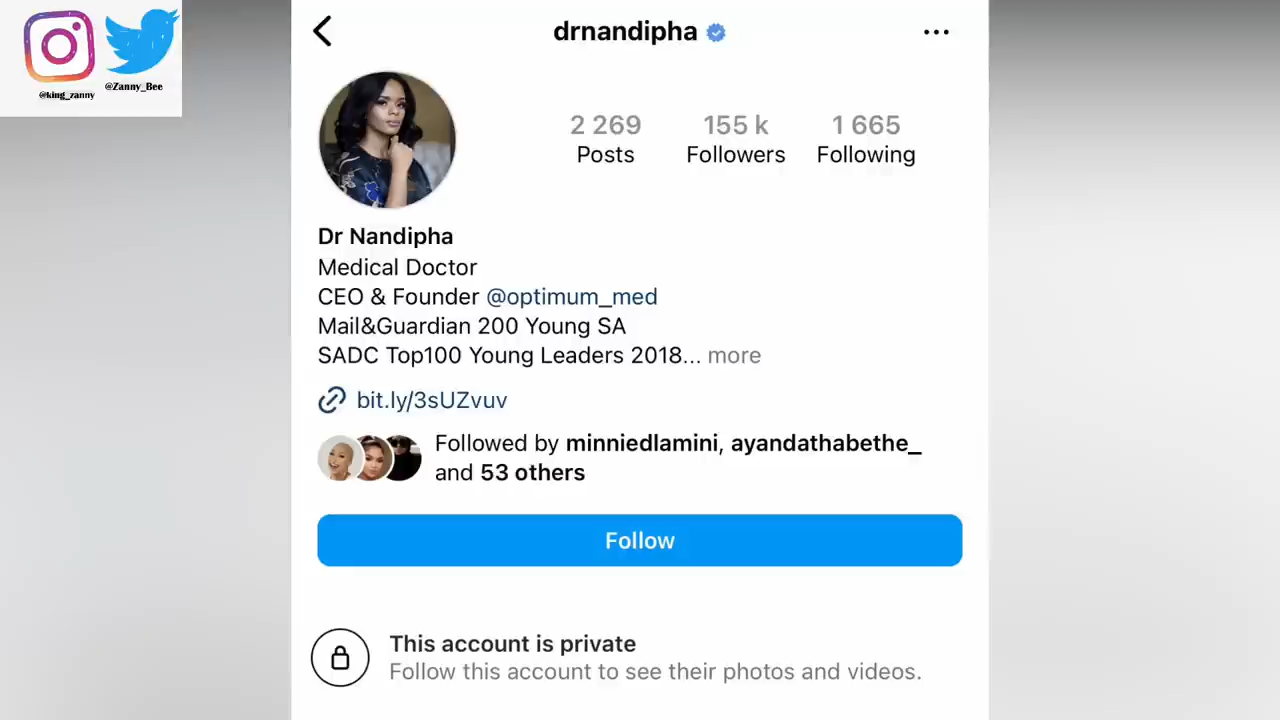 @king_zanny
@Zanny_Bee
drnandipha
2 269
Posts
155 k
Followers
1 665
Following
Dr Nandipha
Medical Doctor
CEO & Founder @optimum_med
Mail&Guardian 200 Young SA
SADC Top100 Young Leaders 2018... more
bit.ly/3sUZvuv
Followed by minniedlamini, ayandathabethe_
and 53 others
Follow
This account is private
Follow this account to see their photos and videos.